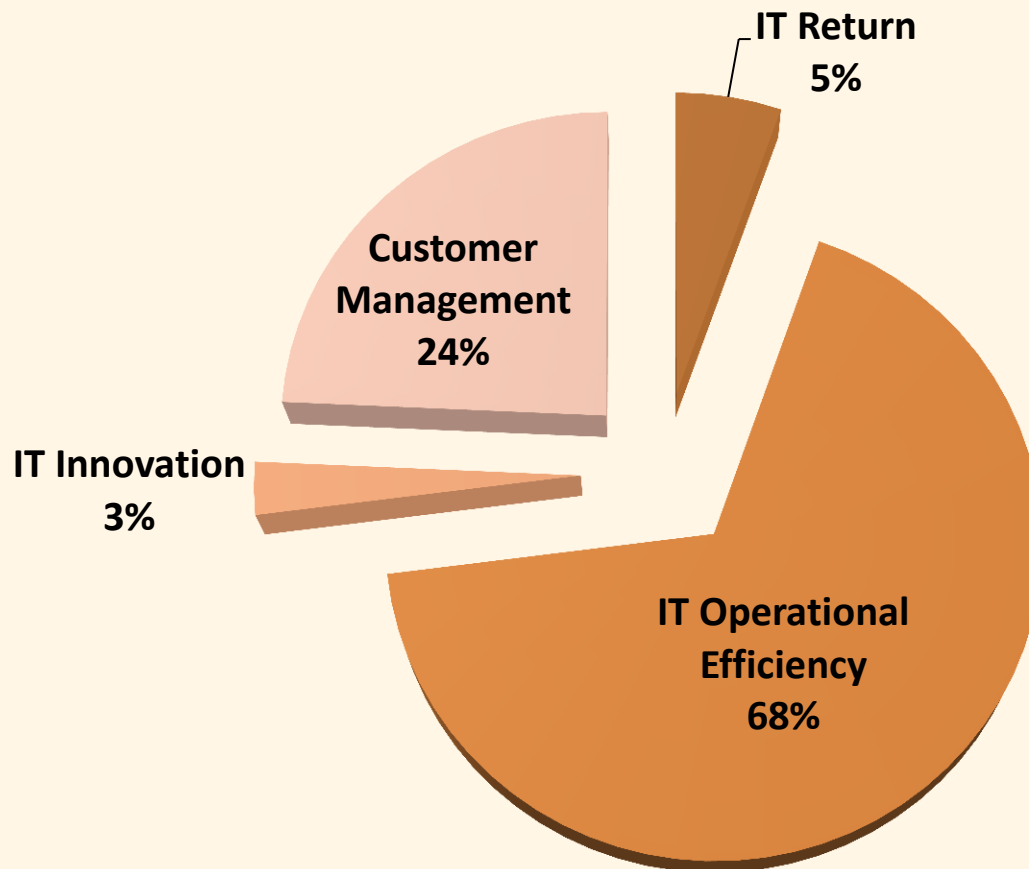 IT Return
5%
Customer
Management
24%
IT Innovation
3%
IT Operational
Efficiency
68%